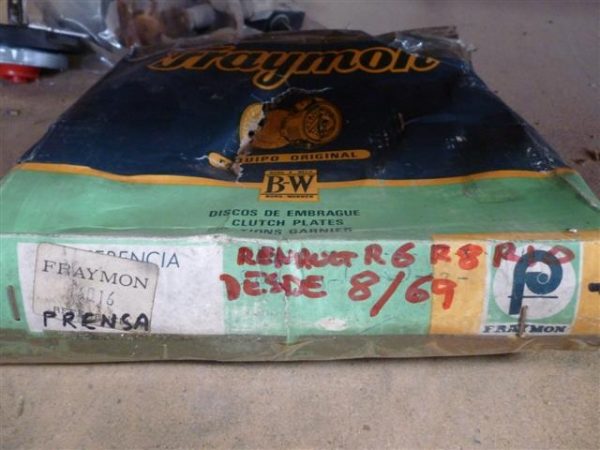 Fraymon
EQUIPO ORIGINAL
B-W
BORG-WARNER
DISCOS DE EMBRAGUE
CLUTCH PLATES
GARNIES
FRAYMON
PRENSA
RENAULT R6 R8 R10
DESDE 8/69
FRAYMON